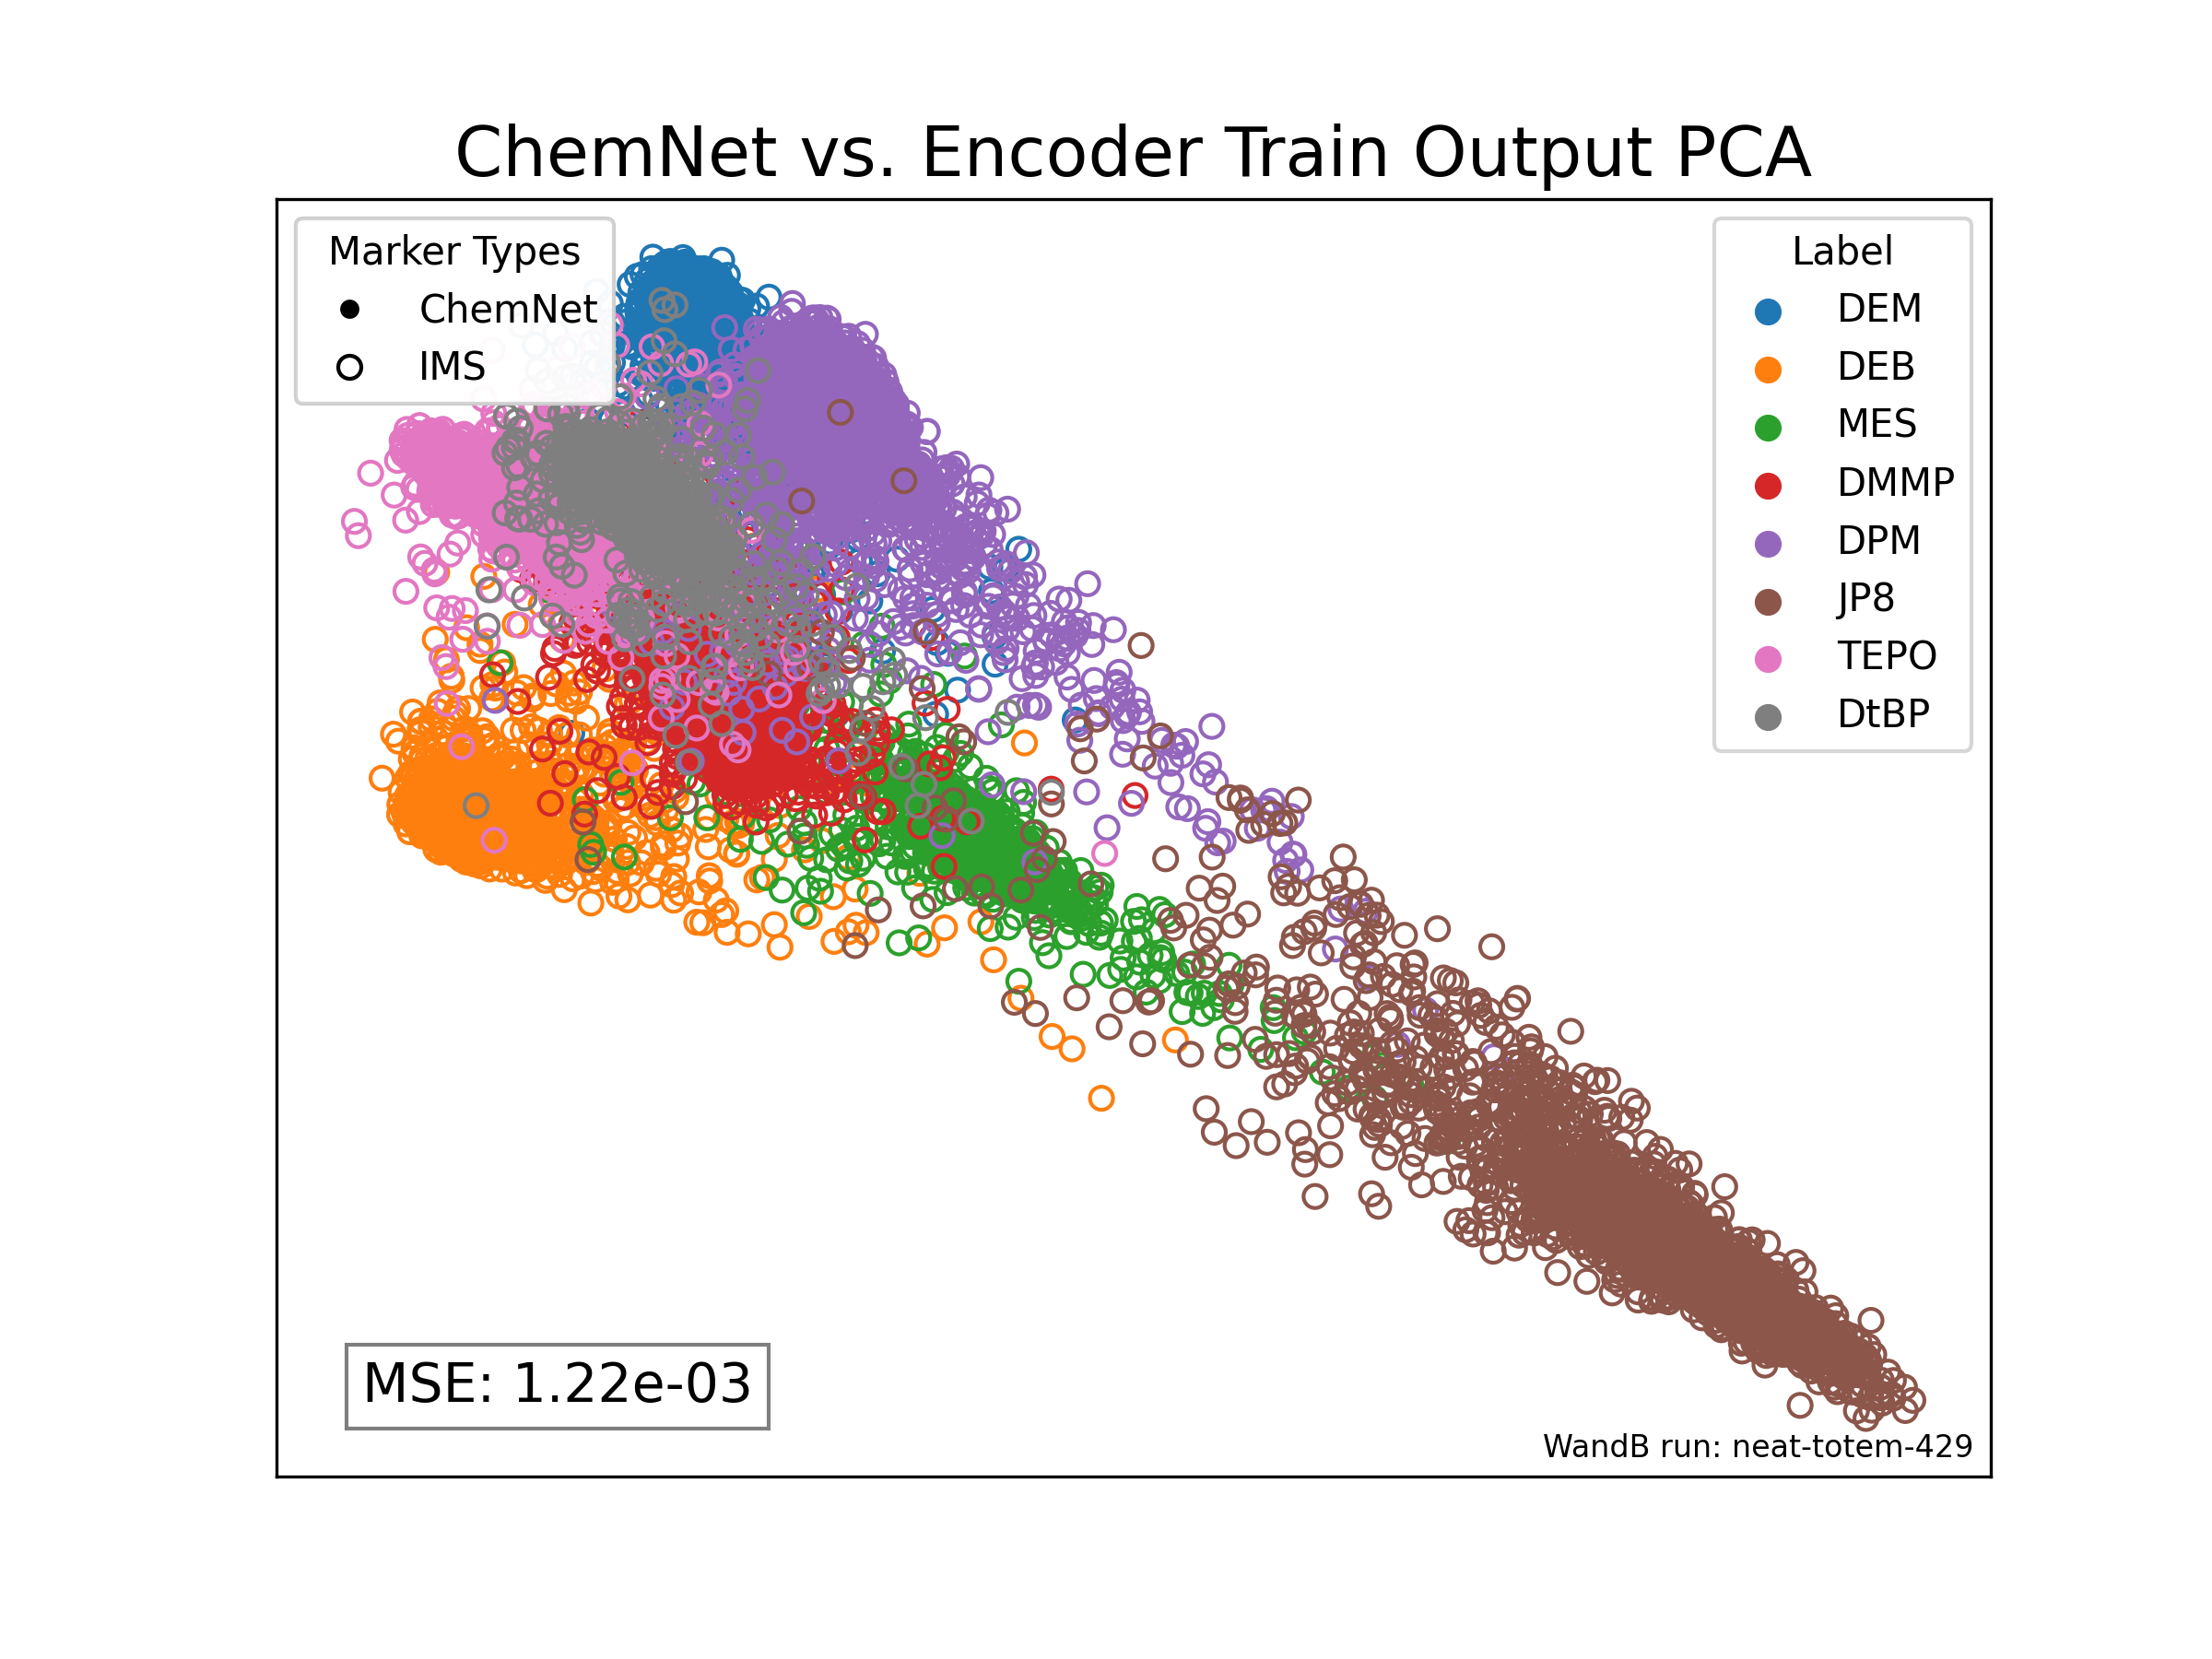 ChemNet vs. Encoder Train Output PCA
Marker Types
ChemNet
IMS
Label
DEM
DEB
MES
DMMP
DPM
JP8
TEPO
DtBP
MSE: 1.22e-03
WandB run: neat-totem-429